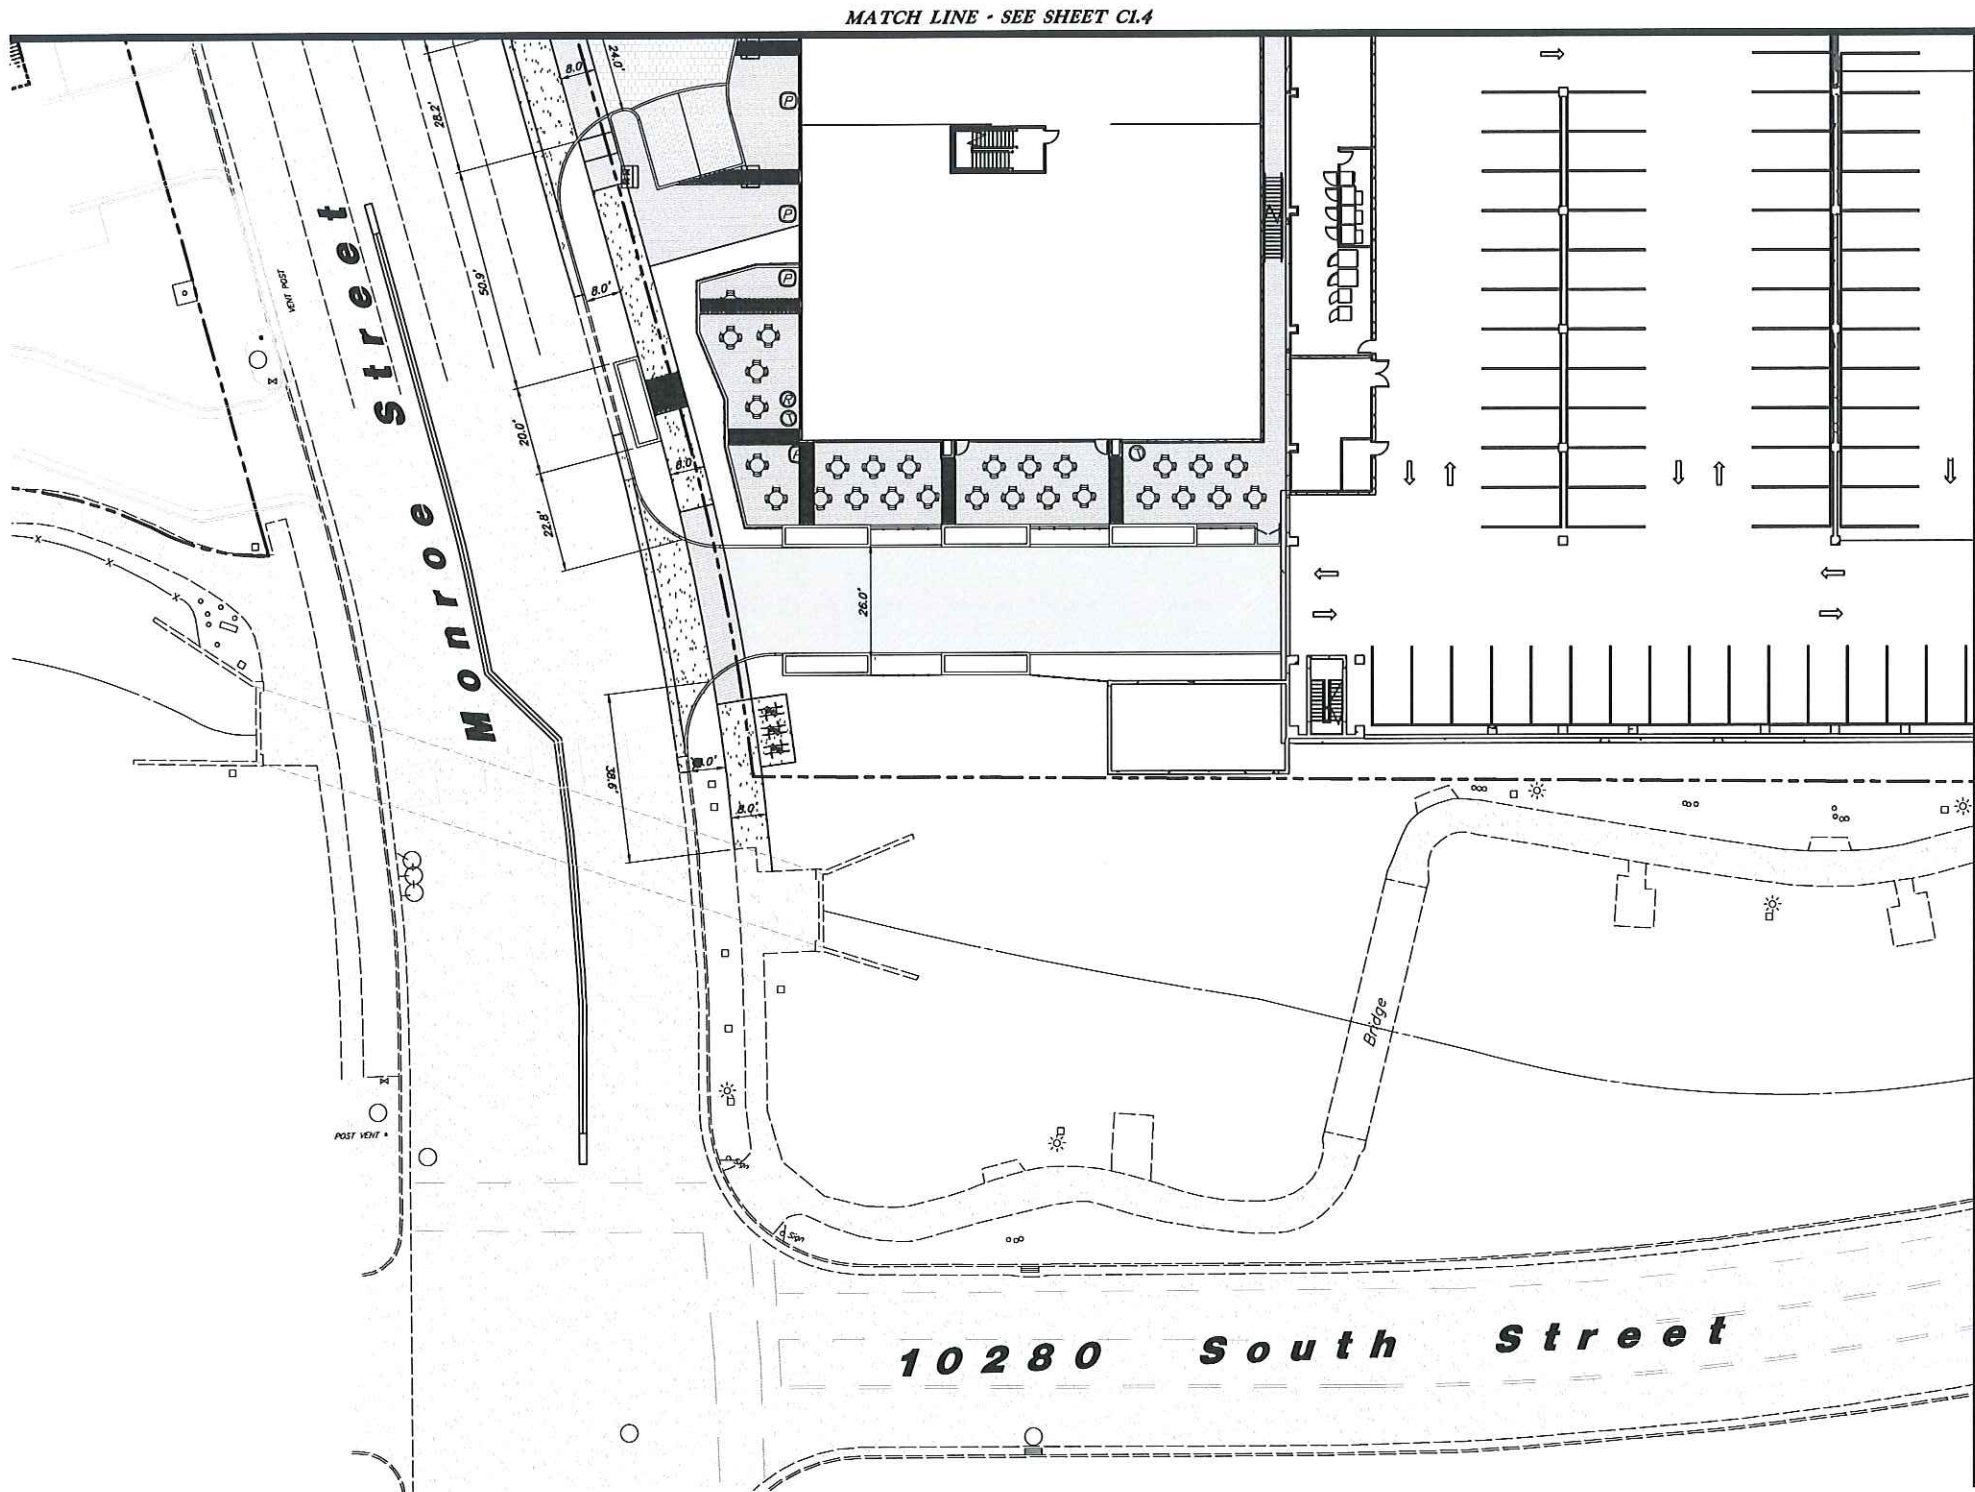 MATCH LINE - SEE SHEET C1.4
8.0'
24.0'
28.2'
P
P
P
VENT POST
50.9'
8.0'
Monroe Street
R
20.0'
8.0'
22.8'
26.0'
38.6'
8.0'
Bridge
POST VENT
Sign
Sign
10280 South Street